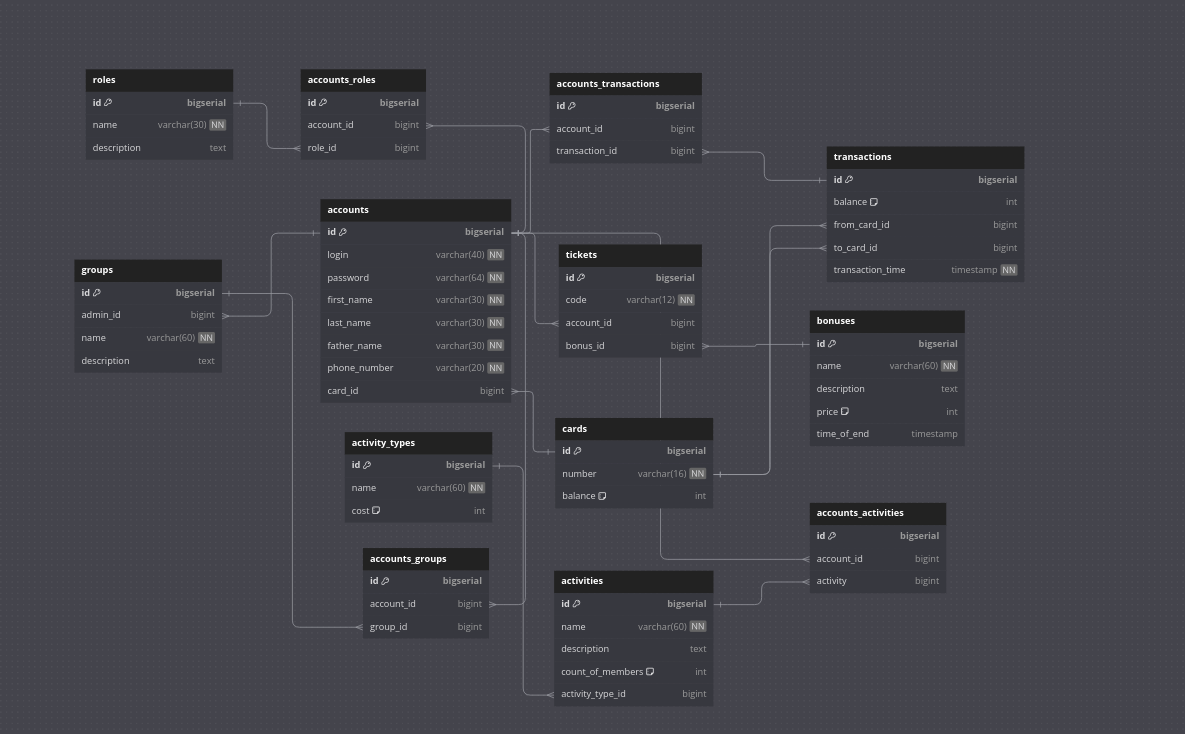 roles
id bigserial
name varchar(30) NN
description text
accounts_roles
id bigserial
account_id bigint
role_id bigint
accounts_transactions
id bigserial
account_id bigint
transaction_id bigint
transactions
id bigserial
balance int
from_card_id bigint
to_card_id bigint
transaction_time timestamp NN
accounts
id bigserial
login varchar(40) NN
password varchar(64) NN
first_name varchar(30) NN
last_name varchar(30) NN
father_name varchar(30) NN
phone_number varchar(20) NN
card_id bigint
groups
id bigserial
admin_id bigint
name varchar(60) NN
description text
tickets
id bigserial
code varchar(12) NN
account_id bigint
bonus_id bigint
bonuses
id bigserial
name varchar(60) NN
description text
price int
time_of_end timestamp
activity_types
id bigserial
name varchar(60) NN
cost int
cards
id bigserial
number varchar(16) NN
balance int
accounts_activities
id bigserial
account_id bigint
activity bigint
accounts_groups
id bigserial
account_id bigint
group_id bigint
activities
id bigserial
name varchar(60) NN
description text
count_of_members int
activity_type_id bigint